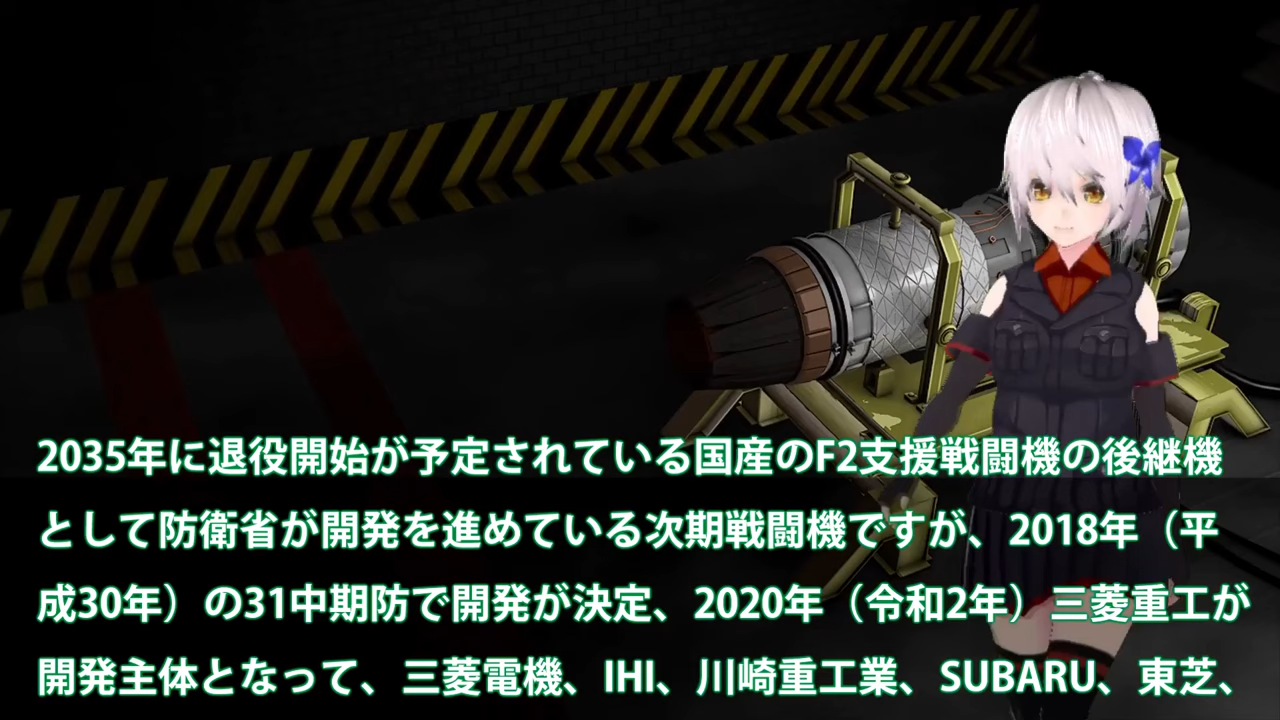 2035年に退役開始が予定されている国産のF2支援戦闘機の後継機
として防衛省が開発を進めている次期戦闘機ですが、2018年（平
成30年）の31中期防で開発が決定、2020年（令和2年）三菱重工が
開発主体となって、三菱電機、IHI、川崎重工業、SUBARU、東芝、